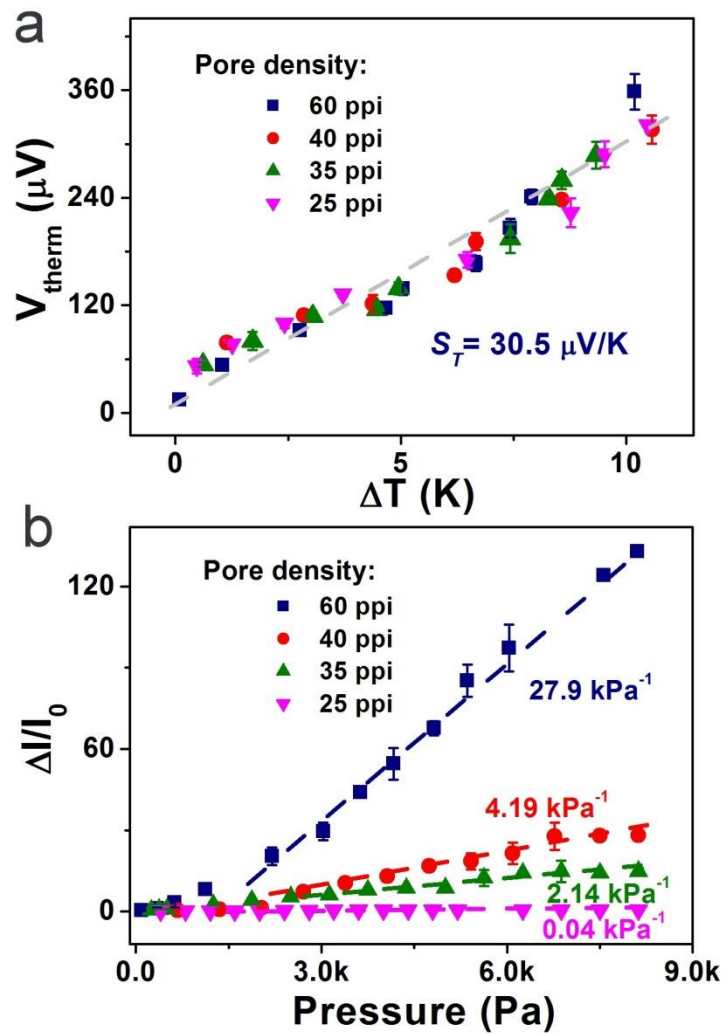 a
V_therm (μV)
360
240
120
0
Pore density:
60 ppi
40 ppi
35 ppi
25 ppi
S_T= 30.5 μV/K
0 5 10
ΔT (K)
b
ΔI/I_0
120
60
0
Pore density:
60 ppi
40 ppi
35 ppi
25 ppi
27.9 kPa⁻¹
4.19 kPa⁻¹
2.14 kPa⁻¹
0.04 kPa⁻¹
0.0 3.0k 6.0k 9.0k
Pressure (Pa)